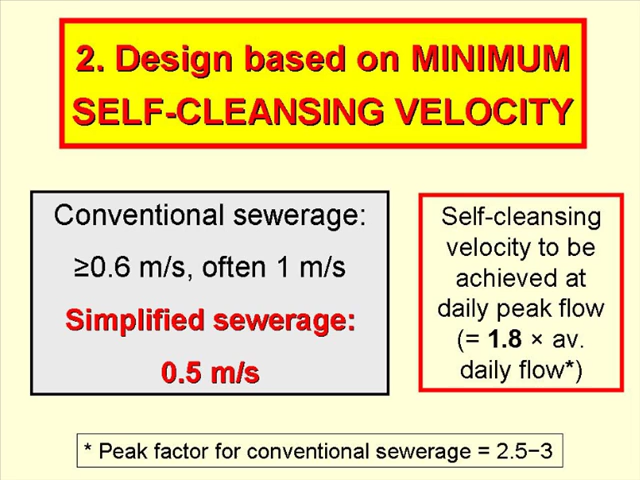 2. Design based on MINIMUM
SELF-CLEANSING VELOCITY
Conventional sewerage:
≥0.6 m/s, often 1 m/s
Simplified sewerage:
0.5 m/s
Self-cleansing
velocity to be
achieved at
daily peak flow
(= 1.8 × av.
daily flow*)
* Peak factor for conventional sewerage = 2.5−3